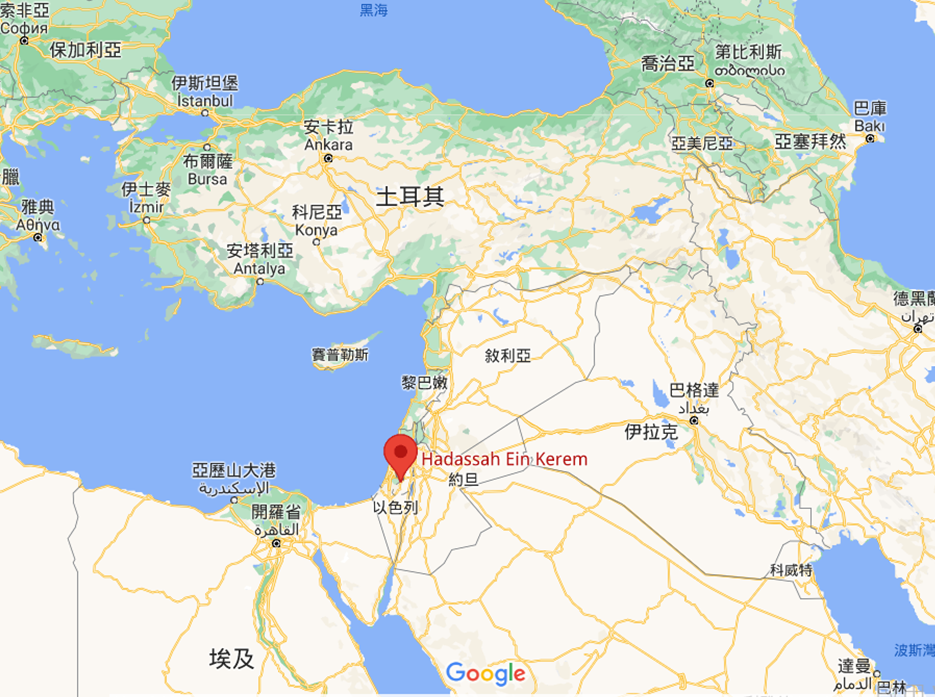 黑海
索非亞
София
保加利亞
伊斯坦堡
İstanbul
喬治亞
第比利斯
თბილისი
巴庫
Bakı
亞美尼亞
亞塞拜然
安卡拉
Ankara
布爾薩
Bursa
土耳其
臘
雅典
Αθήνα
伊士麥
İzmir
科尼亞
Konya
安塔利亞
Antalya
德黑蘭
تهران
賽普勒斯
敘利亞
黎巴嫩
巴格達
بغداد
伊拉克
Hadassah Ein Kerem
約旦
以色列
亞歷山大港
الإسكندرية
開羅省
القاهرة
科威特
埃及
Google
波斯灣
達曼
الدمام
巴林